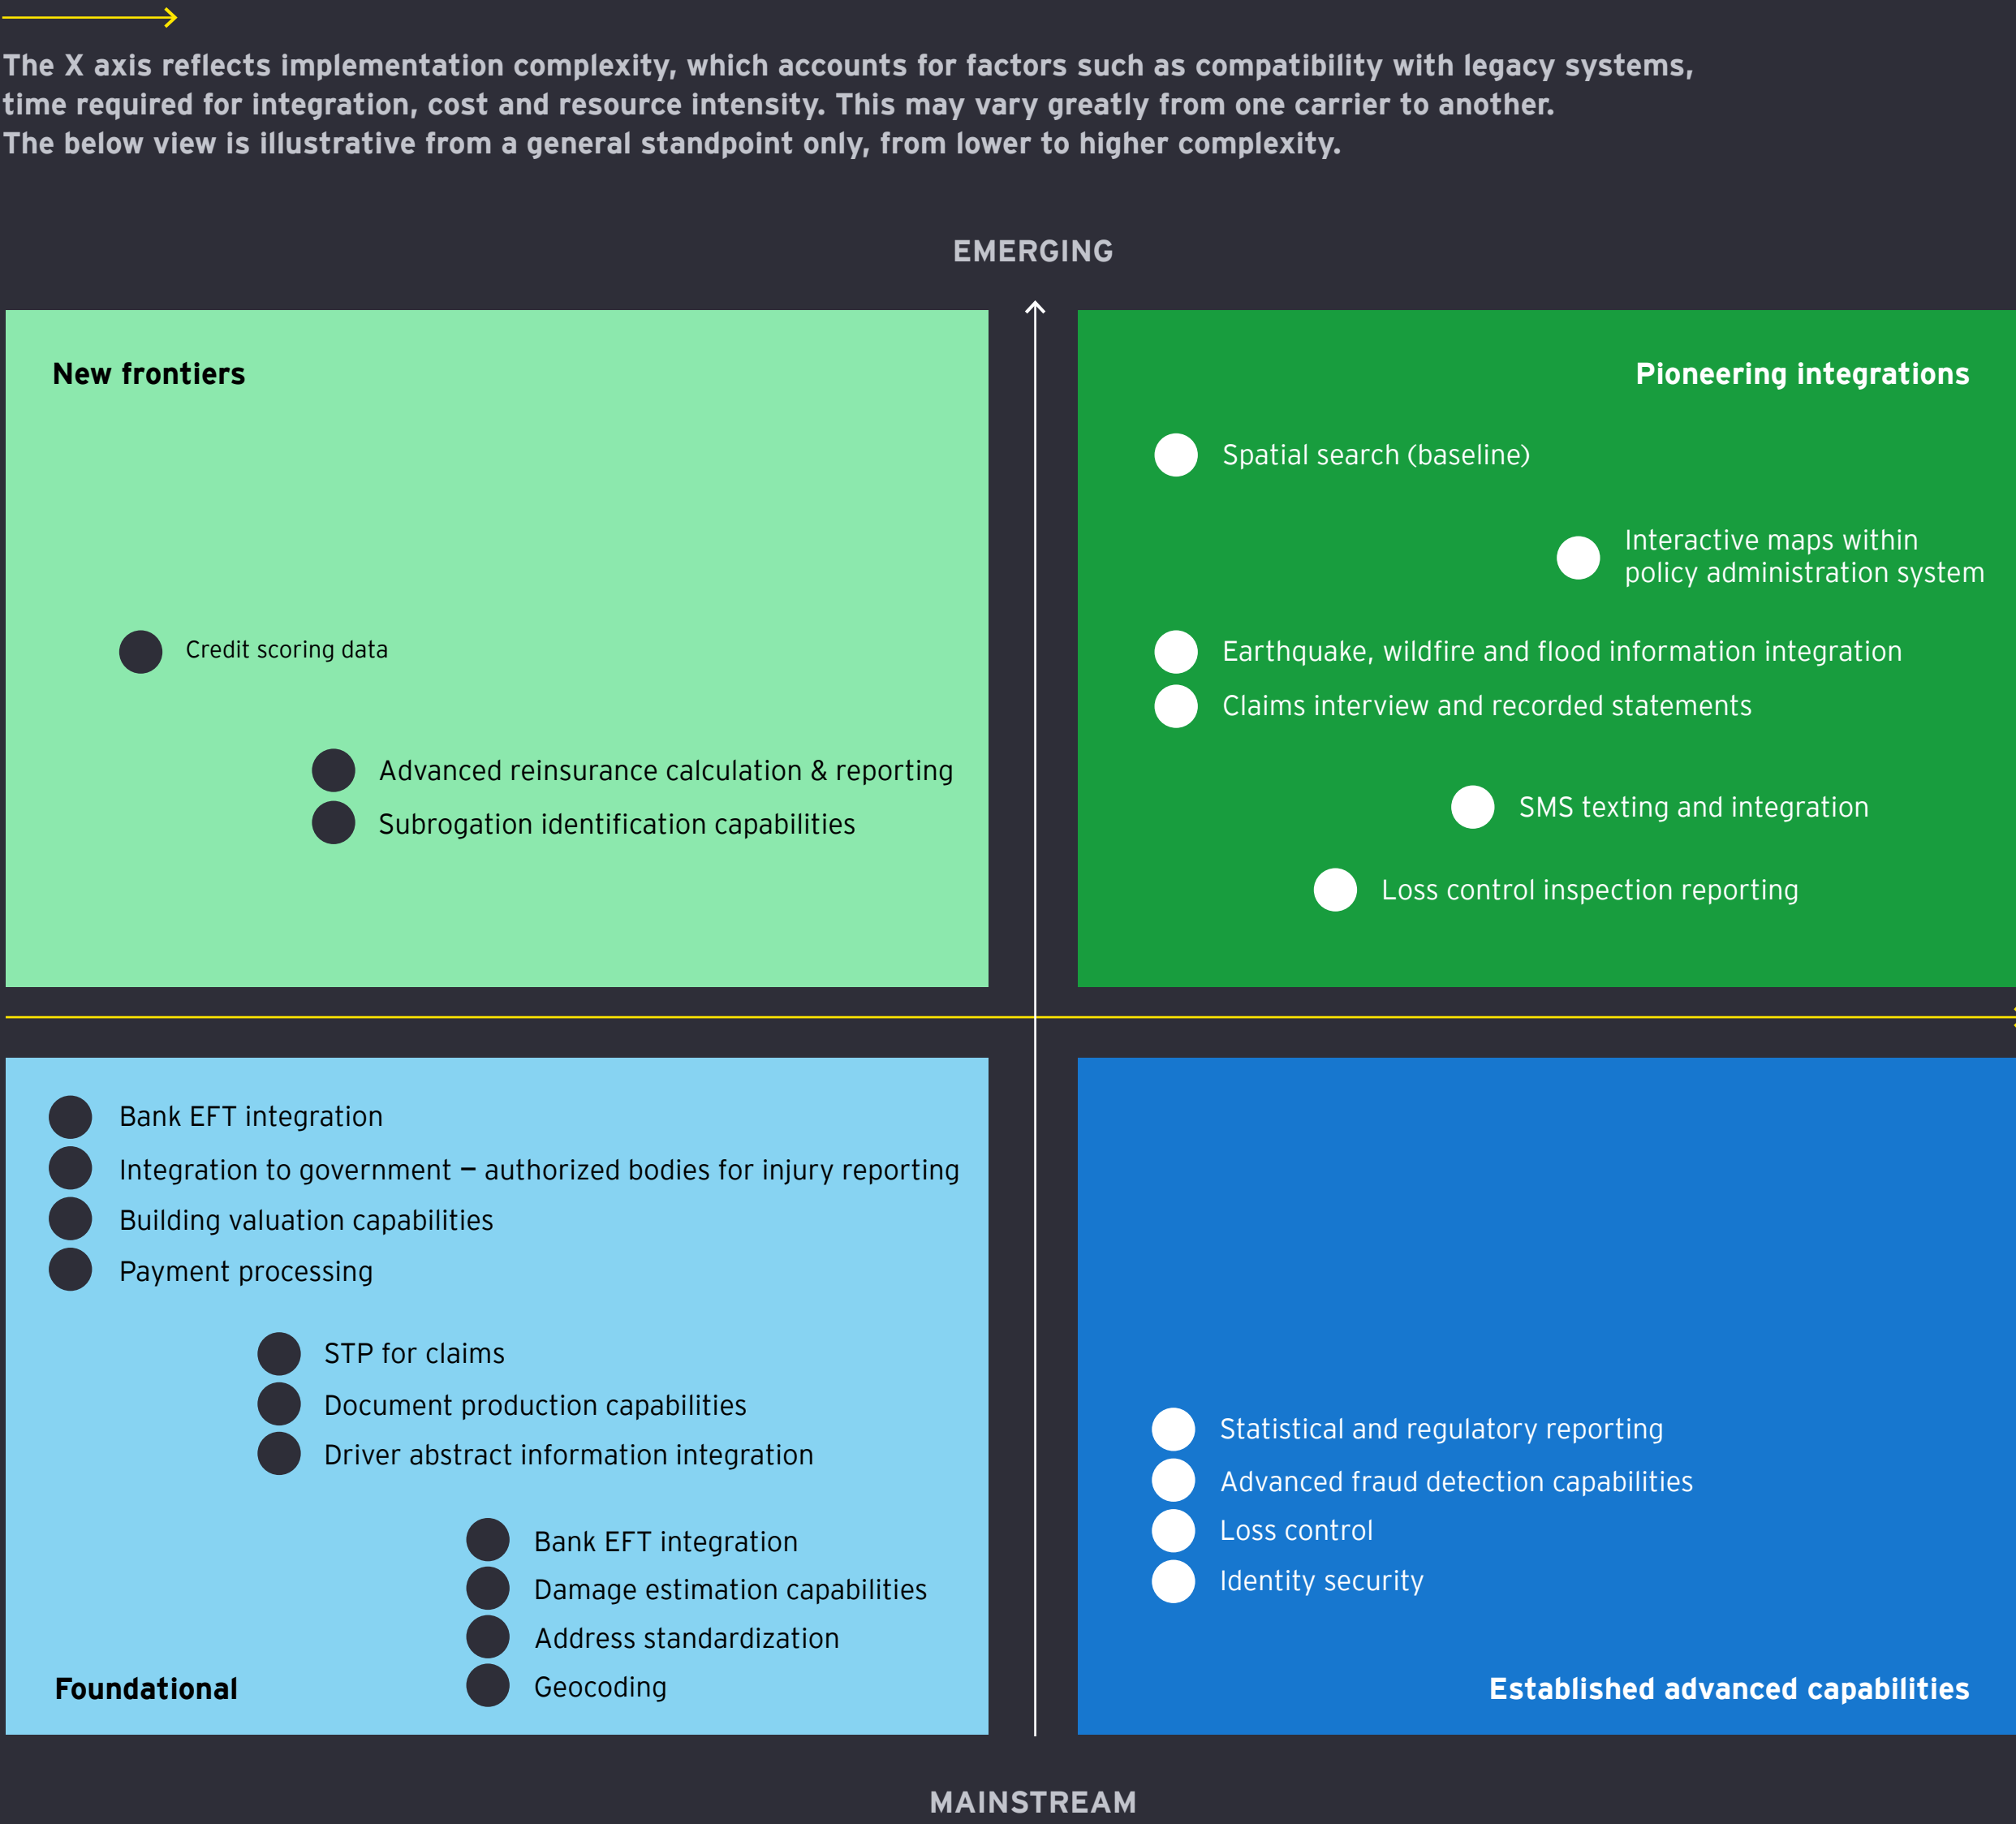 The X axis reflects implementation complexity, which accounts for factors such as compatibility with legacy systems,
time required for integration, cost and resource intensity. This may vary greatly from one carrier to another.
The below view is illustrative from a general standpoint only, from lower to higher complexity.
EMERGING
New frontiers
Credit scoring data
Advanced reinsurance calculation & reporting
Subrogation identification capabilities
Pioneering integrations
Spatial search (baseline)
Interactive maps within
policy administration system
Earthquake, wildfire and flood information integration
Claims interview and recorded statements
SMS texting and integration
Loss control inspection reporting
Bank EFT integration
Integration to government – authorized bodies for injury reporting
Building valuation capabilities
Payment processing
STP for claims
Document production capabilities
Driver abstract information integration
Bank EFT integration
Damage estimation capabilities
Address standardization
Geocoding
Foundational
Statistical and regulatory reporting
Advanced fraud detection capabilities
Loss control
Identity security
Established advanced capabilities
MAINSTREAM